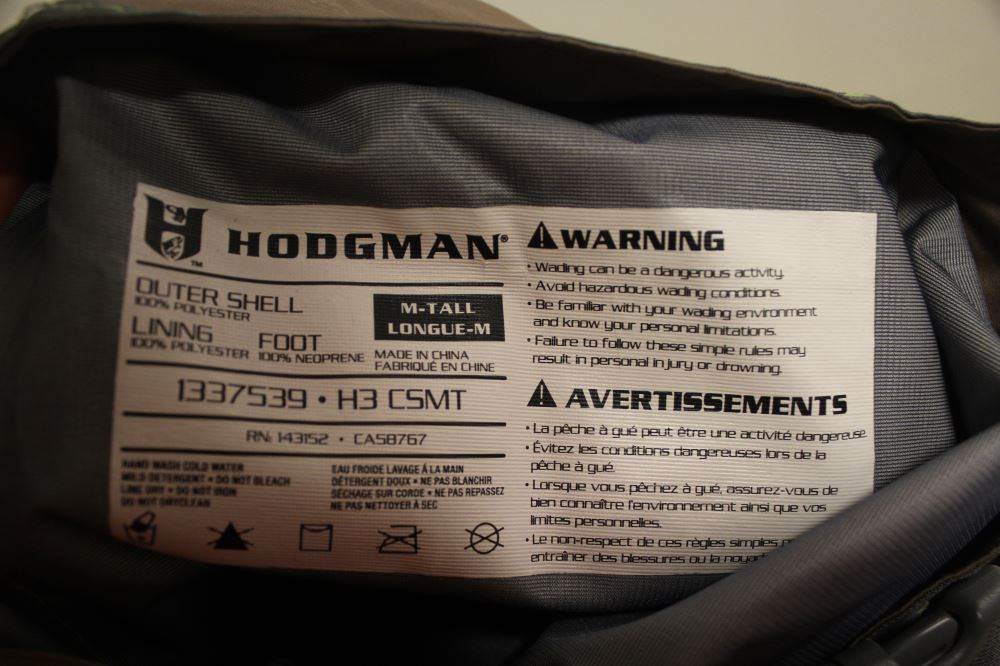 HODGMAN®
™
OUTER SHELL
100% POLYESTER
LINING
100% POLYESTER
FOOT
100% NEOPRENE
M-TALL
LONGUE-M
MADE IN CHINA
FABRIQUÉ EN CHINE
1337539 • H3 CSMT
RN: 143152 • CA58767
HAND WASH COLD WATER
MILD DETERGENT • DO NOT BLEACH
LINE DRY • DO NOT IRON
DO NOT DRYCLEAN
EAU FROIDE LAVAGE À LA MAIN
DÉTERGENT DOUX • NE PAS BLANCHIR
SÉCHAGE SUR CORDE • NE PAS REPASSEZ
NE PAS NETTOYER À SEC
WARNING
• Wading can be a dangerous activity.
• Avoid hazardous wading conditions.
• Be familiar with your wading environment
and know your personal limitations.
• Failure to follow these simple rules may
result in personal injury or drowning.
AVERTISSEMENTS
• La pêche à gué peut être une activité dangereuse.
• Évitez les conditions dangereuses lors de la
pêche à gué.
• Lorsque vous pêchez à gué, assurez-vous de
bien connaître l'environnement ainsi que vos
limites personnelles.
• Le non-respect de ces règles simples
entraîner des blessures ou la